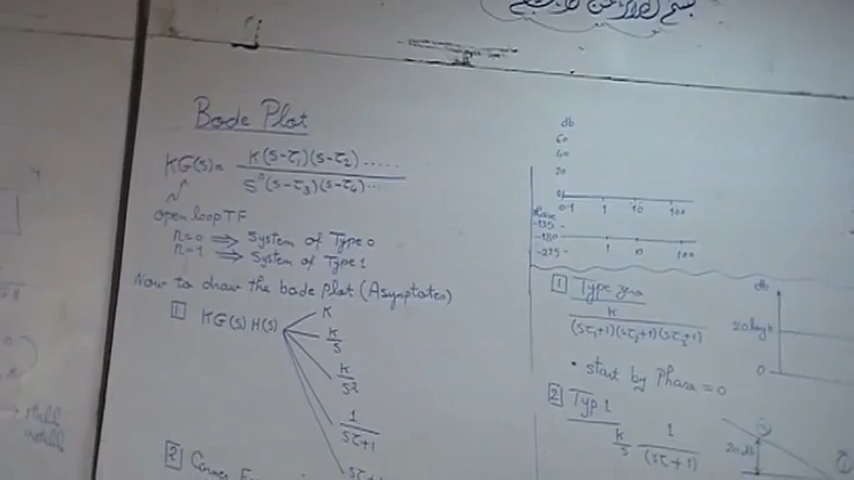 Bode Plot
KG(s)= K(s-τ1)(s-τ2).....
s^n(s-τ3)(s-τ4)...
open loop TF
n=0 ⇒ System of Type 0
n=1 ⇒ System of Type 1
Now to draw the bode plot (Asymptotes)
1 KG(s) H(s)
K
K/s
K/s2
1/sτ+1
2 Corner
db
60
40
20
0
0.1 1 10 100
Phase
-135
-180
-225
1 10 100
1 Type zero
K
(sτ1+1)(sτ2+1)(sτ3+1)
• start by Phase = 0
2 Typ 1
K/s 1/(sτ+1)
db
20 log K
0
20db